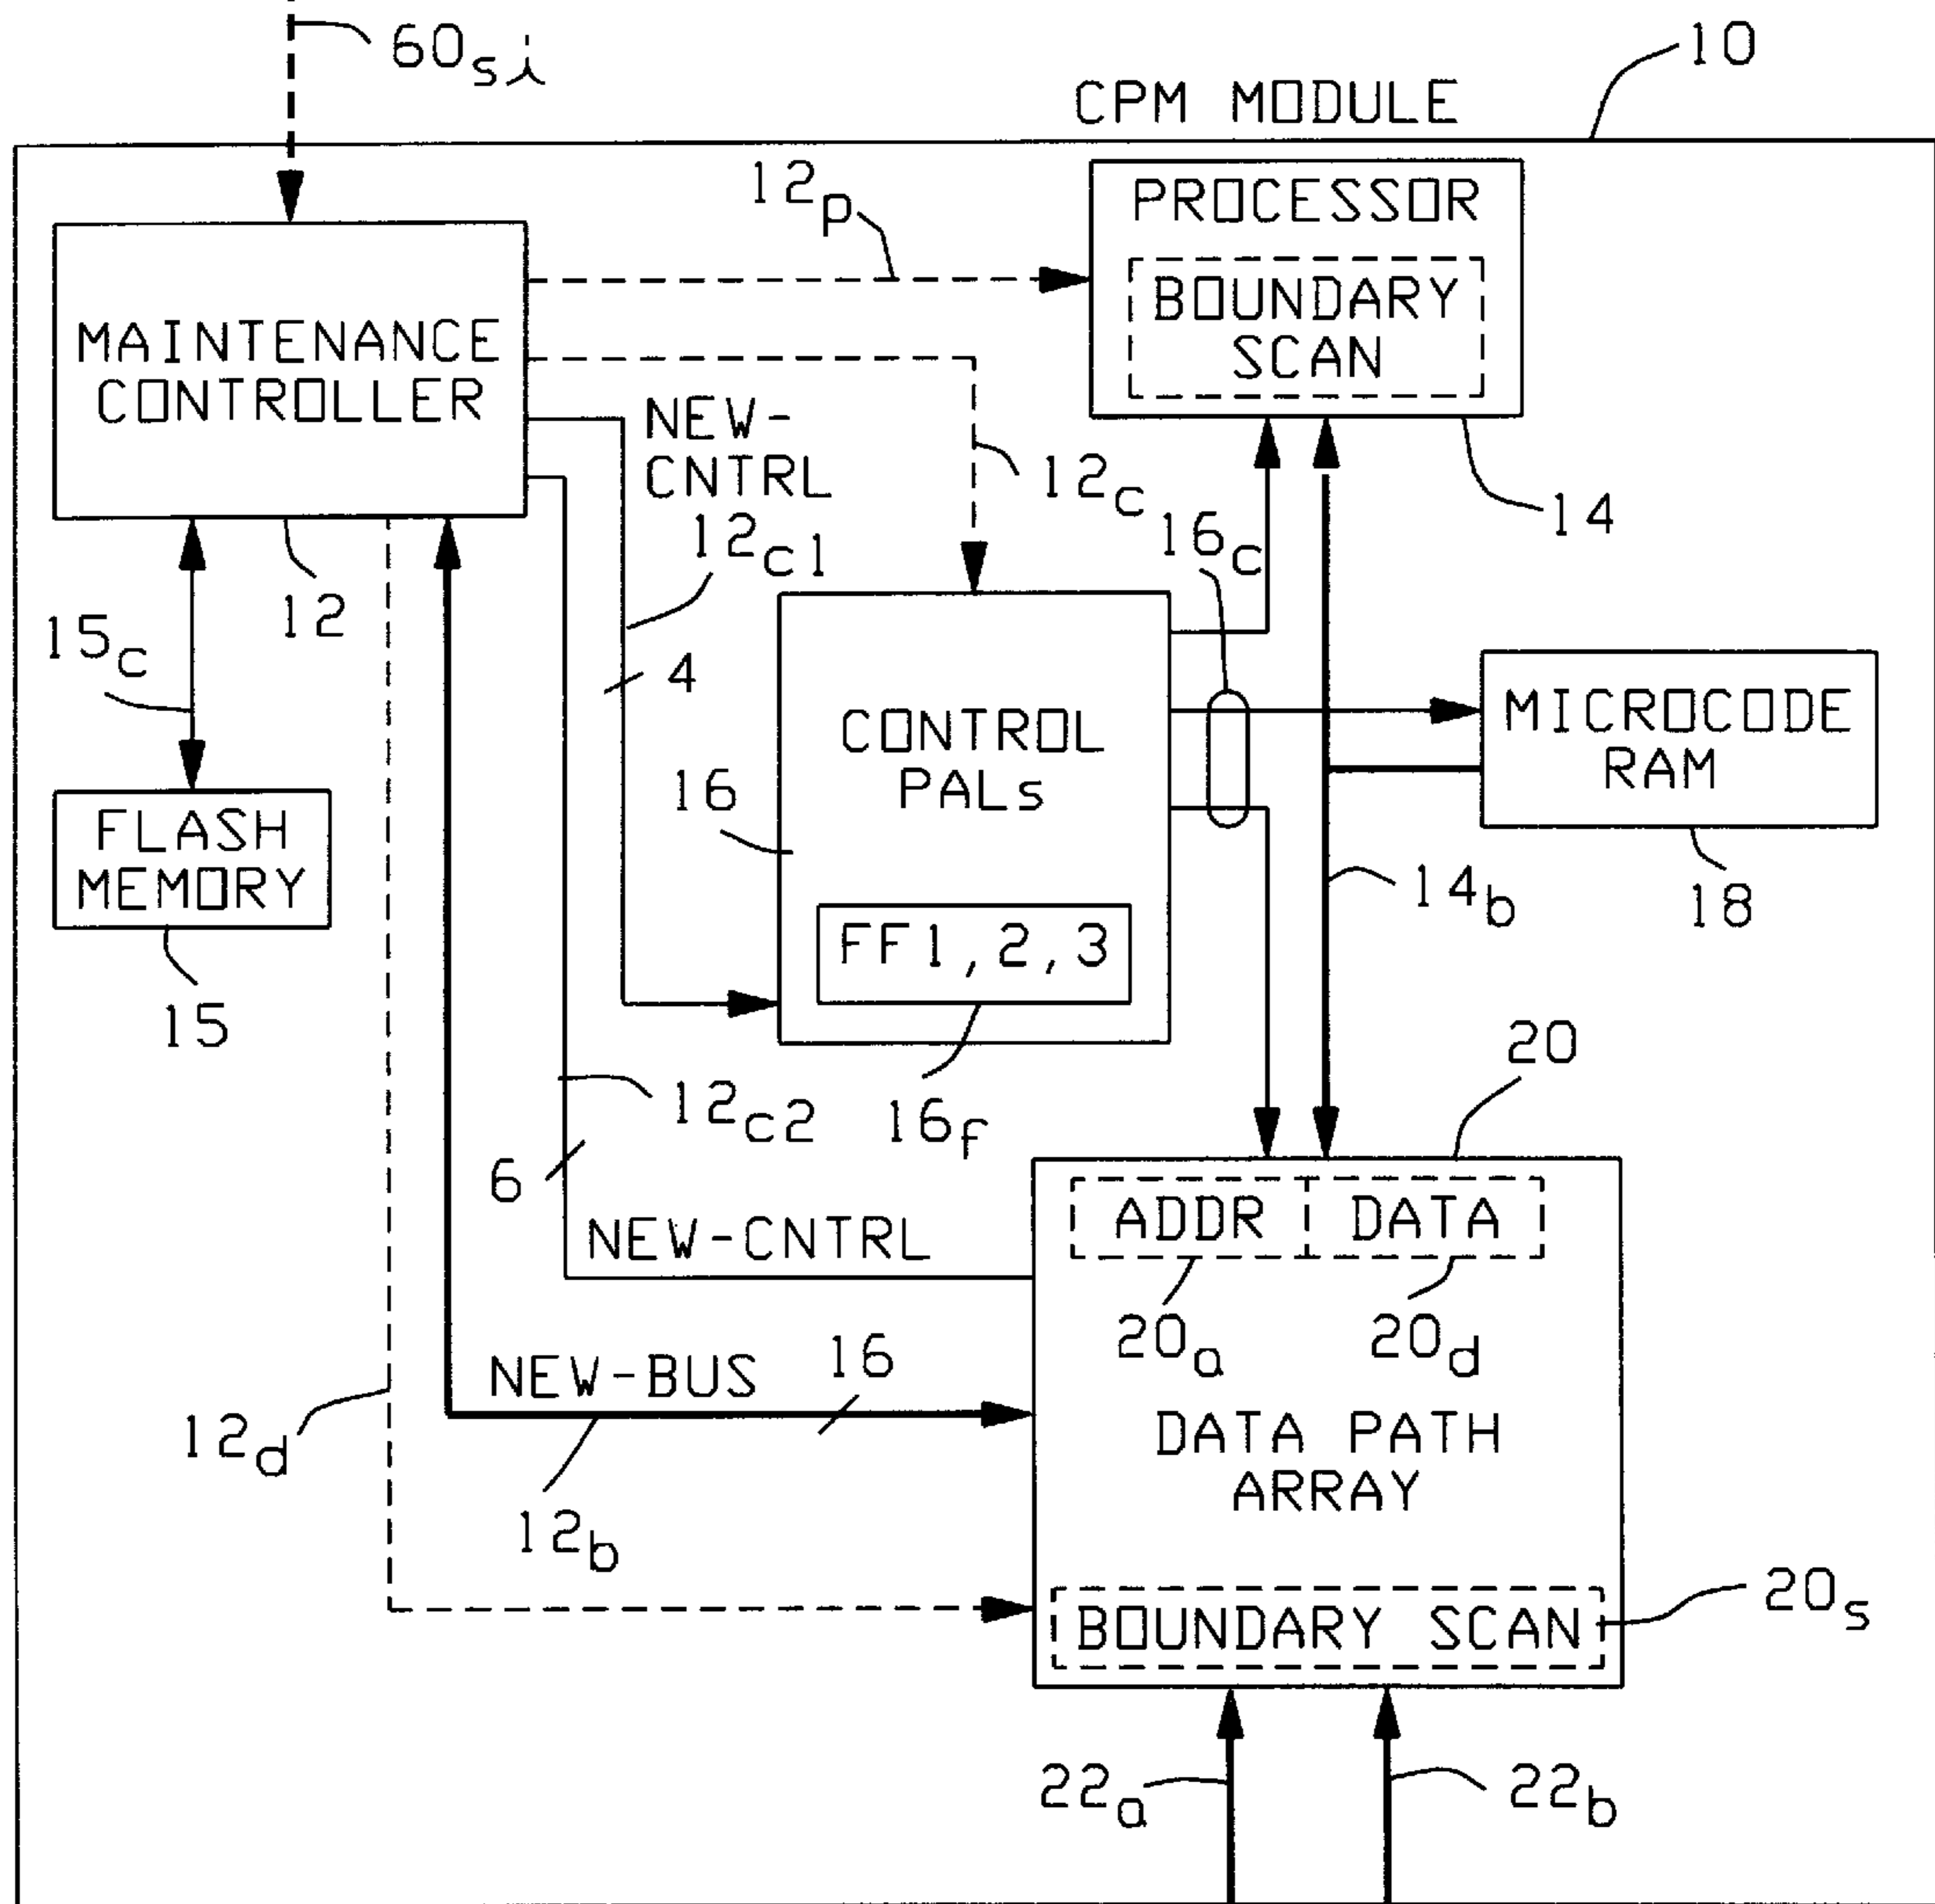 60si
10
CPM MODULE
12p
PROCESSOR
BOUNDARY
SCAN
MAINTENANCE
CONTROLLER
NEW-
CNTRL
12c
14
12c1
16c
12
15c
4
MICROCODE
RAM
CONTROL
PALs
16
FLASH
MEMORY
14b
18
FF1,2,3
15
20
12c2
16f
6
ADDR
DATA
NEW-CNTRL
20a
20d
16
NEW-BUS
12d
DATA PATH
ARRAY
12b
20s
BOUNDARY SCAN
22a
22b